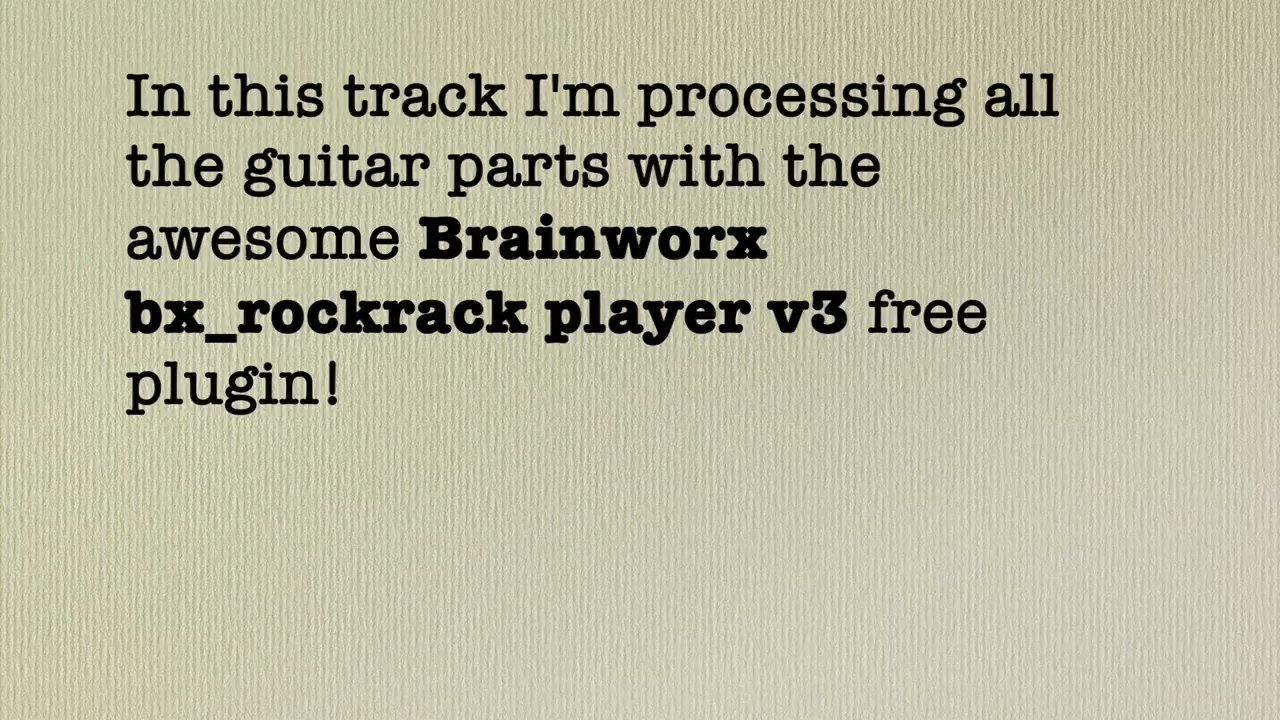 In this track I'm processing all
the guitar parts with the
awesome Brainworx
bx_rockrack player v3 free
plugin!